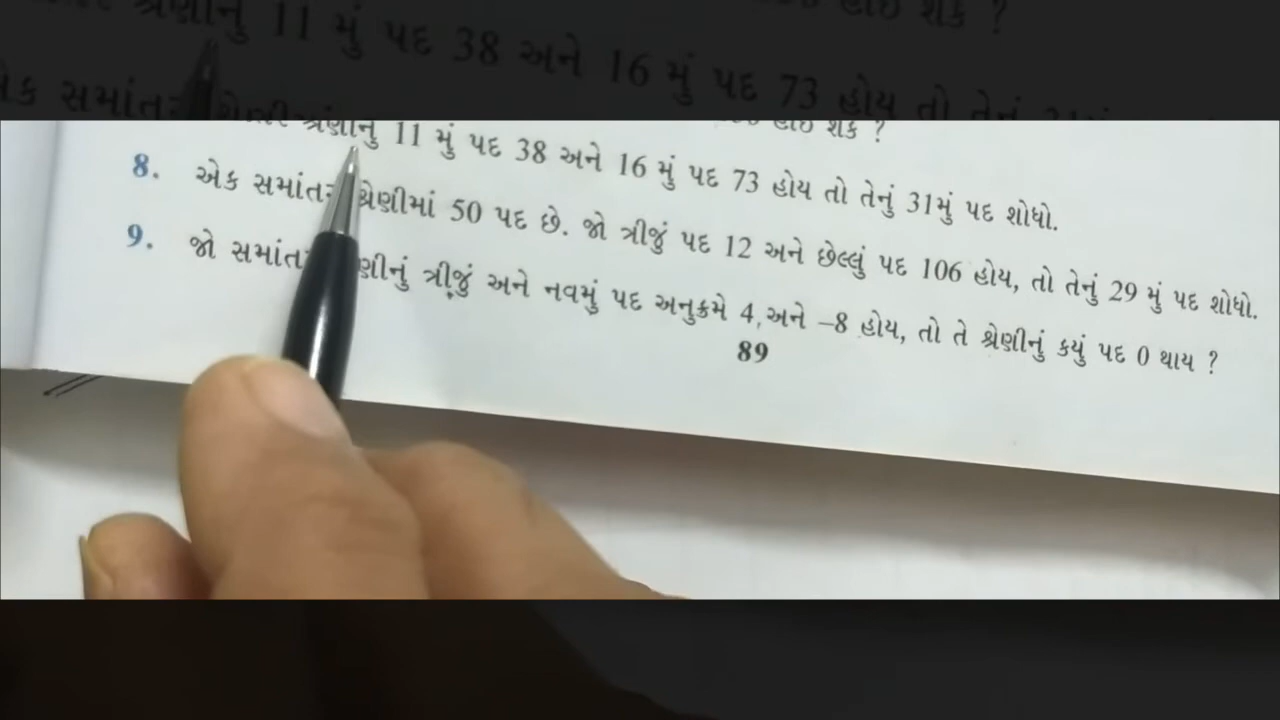 શ્રેણીનું 11 મું પદ 38 અને 16 મું પદ 73 હોય તો તેનું 31મું પદ શોધો.
8. એક સમાંતર શ્રેણીમાં 50 પદ છે. જો ત્રીજું પદ 12 અને છેલ્લું પદ 106 હોય, તો તેનું 29 મું પદ શોધો.
9. જો સમાંતર શ્રેણીનું ત્રીજું અને નવમું પદ અનુક્રમે 4 અને –8 હોય, તો તે શ્રેણીનું કયું પદ 0 થાય ?
89